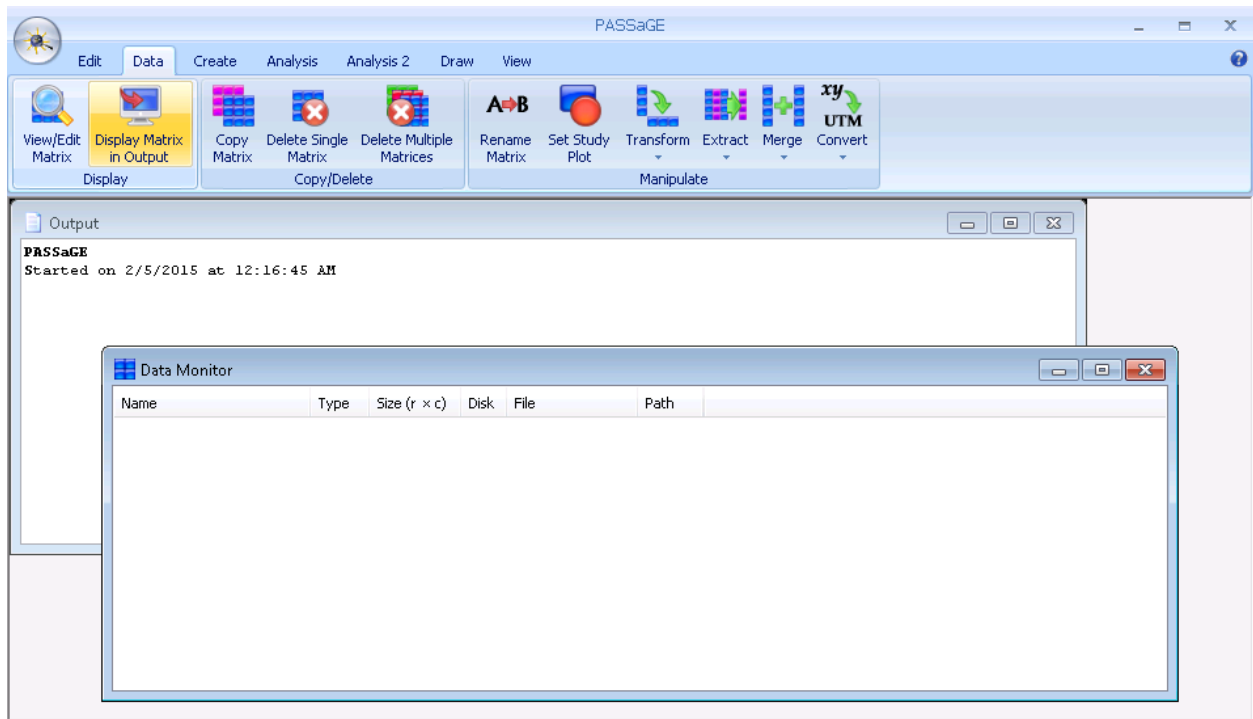 PASSaGE
Edit Data Create Analysis Analysis 2 Draw View
View/Edit Matrix
Display Matrix in Output
Display
Copy Matrix
Delete Single Matrix
Delete Multiple Matrices
Copy/Delete
A B
Rename Matrix
Set Study Plot
Transform
Extract
Merge
xy
UTM
Convert
Manipulate
Output
PASSaGE
Started on 2/5/2015 at 12:16:45 AM
Data Monitor
Name Type Size (r × c) Disk File Path